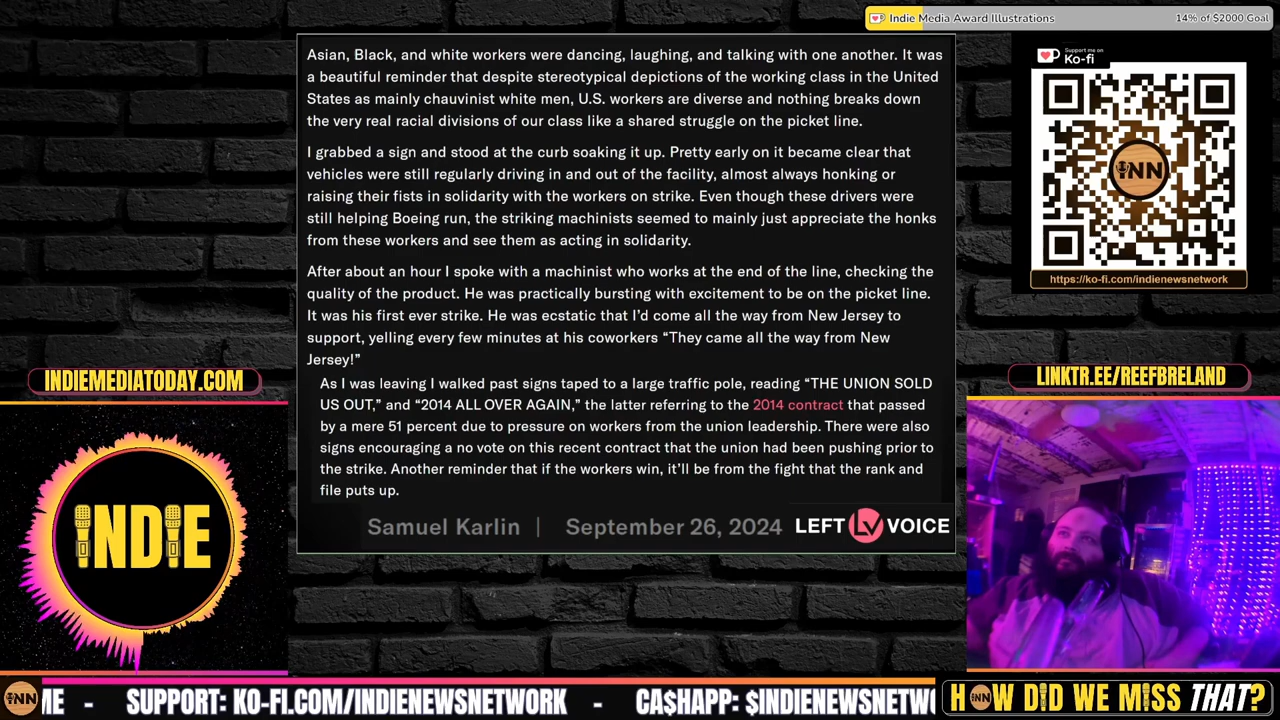 Indie Media Award Illustrations
14% of $2000 Goal
Asian, Black, and white workers were dancing, laughing, and talking with one another. It was
a beautiful reminder that despite stereotypical depictions of the working class in the United
States as mainly chauvinist white men, U.S. workers are diverse and nothing breaks down
the very real racial divisions of our class like a shared struggle on the picket line.
I grabbed a sign and stood at the curb soaking it up. Pretty early on it became clear that
vehicles were still regularly driving in and out of the facility, almost always honking or
raising their fists in solidarity with the workers on strike. Even though these drivers were
still helping Boeing run, the striking machinists seemed to mainly just appreciate the honks
from these workers and see them as acting in solidarity.
After about an hour I spoke with a machinist who works at the end of the line, checking the
quality of the product. He was practically bursting with excitement to be on the picket line.
It was his first ever strike. He was ecstatic that I’d come all the way from New Jersey to
support, yelling every few minutes at his coworkers “They came all the way from New
Jersey!”
As I was leaving I walked past signs taped to a large traffic pole, reading “THE UNION SOLD
US OUT,” and “2014 ALL OVER AGAIN,” the latter referring to the 2014 contract that passed
by a mere 51 percent due to pressure on workers from the union leadership. There were also
signs encouraging a no vote on this recent contract that the union had been pushing prior to
the strike. Another reminder that if the workers win, it’ll be from the fight that the rank and
file puts up.
Samuel Karlin | September 26, 2024 LEFT LV VOICE
Support me on
Ko-fi
INN
https://ko-fi.com/indienewsnetwork
INDIEMEDIATODAY.COM
LINKTR.EE/REEFBRELAND
INDIE
INN ME - SUPPORT: KO-FI.COM/INDIENEWSNETWORK - CA$HAPP: $INDIENEWSNETW
HOW DID WE MISS THAT?
INN